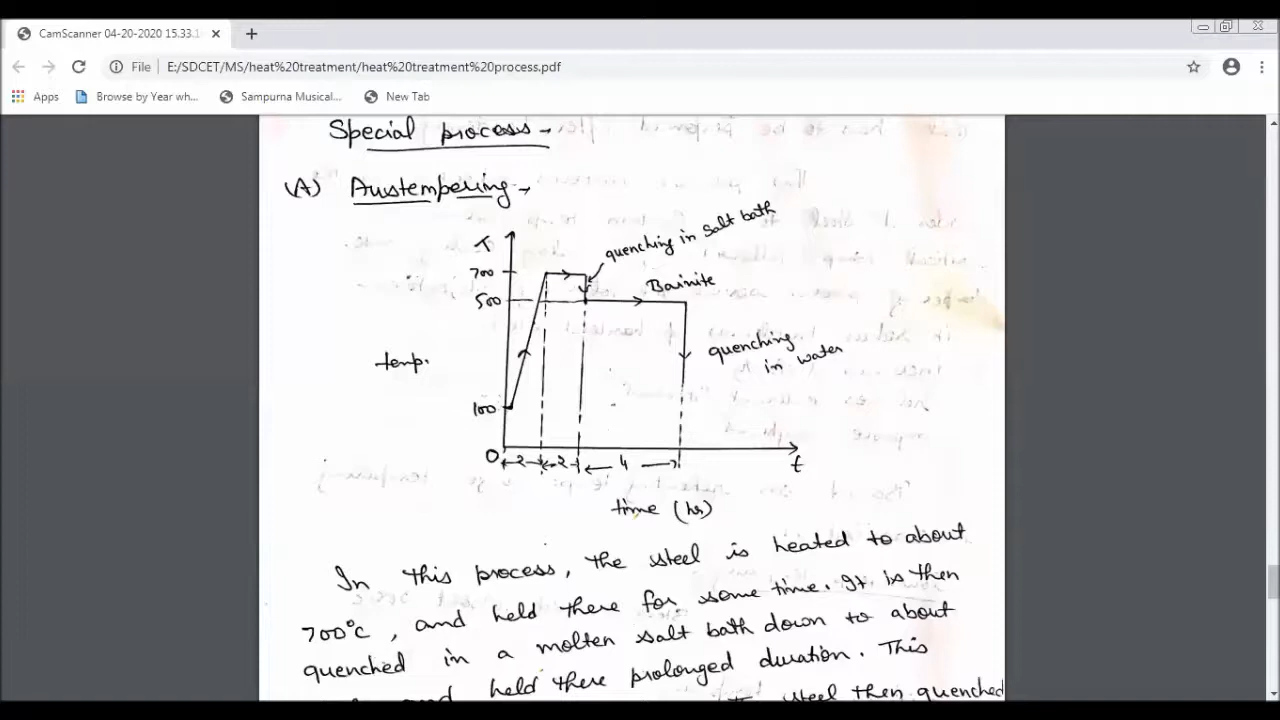 CamScanner 04-20-2020 15.33.1
File E:/SDCET/MS/heat%20treatment/heat%20treatment%20process.pdf
Apps Browse by Year wh... Sampurna Musical... New Tab
Special process -
(A) Austempering -
T
quenching in salt bath
700
Bainite
500
quenching
in water
temp.
100
0
2 2 4 t
time (hr)
In this process, the steel is heated to about
700°C, and held there for some time. It is then
quenched in a molten salt bath down to about
and held there prolonged duration. This
steel then quenched